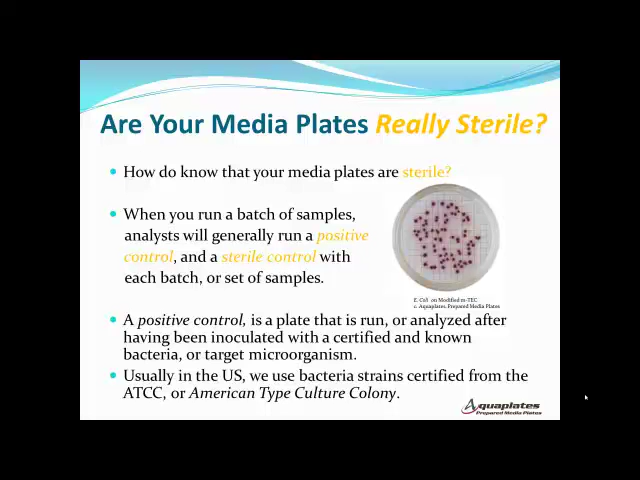 Are Your Media Plates Really Sterile?
How do know that your media plates are sterile?
When you run a batch of samples,
analysts will generally run a positive
control, and a sterile control with
each batch, or set of samples.
E. Coli on Modified m-TEC
c. Aquaplates. Prepared Media Plates
A positive control, is a plate that is run, or analyzed after
having been inoculated with a certified and known
bacteria, or target microorganism.
Usually in the US, we use bacteria strains certified from the
ATCC, or American Type Culture Colony.
Aquaplates
Prepared Media Plates